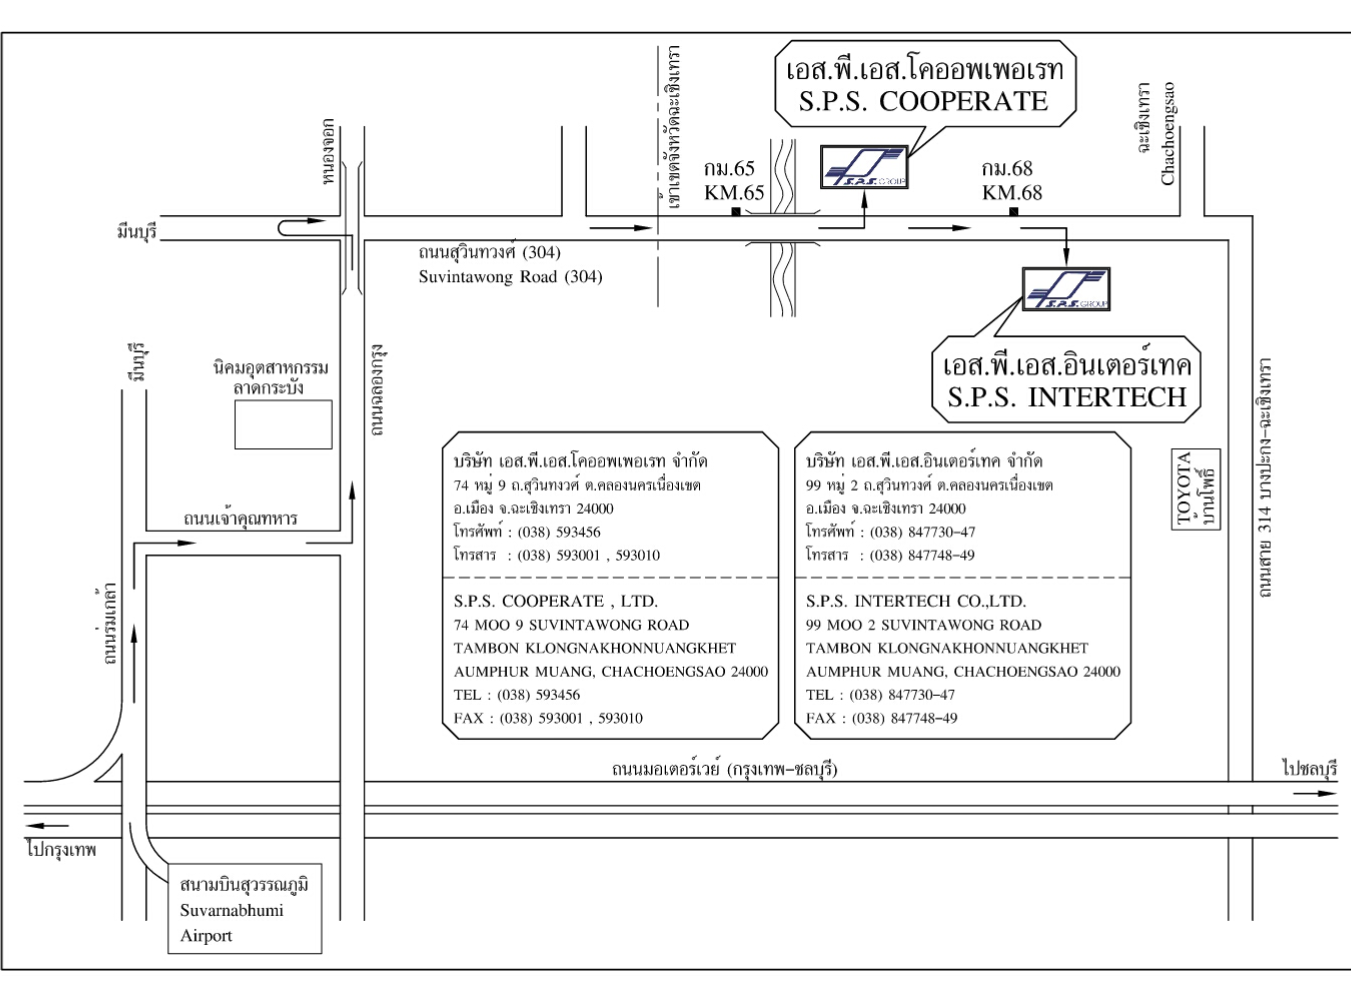 เอส.พี.เอส.โคออพเพอเรท
S.P.S. COOPERATE
ฉะเชิงเทรา
Chachoengsao
เข้าเขตจังหวัดฉะเชิงเทรา
หนองจอก
กม.65
KM.65
กม.68
KM.68
S.P.S. GROUP
มีนบุรี
ถนนสุวินทวงศ์ (304)
Suvintawong Road (304)
S.P.S. GROUP
เอส.พี.เอส.อินเตอร์เทค
S.P.S. INTERTECH
มีนบุรี
นิคมอุตสาหกรรม
ลาดกระบัง
ถนนฉลองกรุง
ถนนสาย 314 บางปะกง-ฉะเชิงเทรา
TOYOTA
บ้านโพธิ์
บริษัท เอส.พี.เอส.โคออพเพอเรท จำกัด
74 หมู่ 9 ถ.สุวินทงวศ์ ต.คลองนครเนื่องเขต
อ.เมือง จ.ฉะเชิงเทรา 24000
โทรศัพท์ : (038) 593456
โทรสาร : (038) 593001 , 593010
S.P.S. COOPERATE , LTD.
74 MOO 9 SUVINTAWONG ROAD
TAMBON KLONGNAKHONNUANGKHET
AUMPHUR MUANG, CHACHOENGSAO 24000
TEL : (038) 593456
FAX : (038) 593001 , 593010
บริษัท เอส.พี.เอส.อินเตอร์เทค จำกัด
99 หมู่ 2 ถ.สุวินทวงศ์ ต.คลองนครเนื่องเขต
อ.เมือง จ.ฉะเชิงเทรา 24000
โทรศัพท์ : (038) 847730-47
โทรสาร : (038) 847748-49
S.P.S. INTERTECH CO.,LTD.
99 MOO 2 SUVINTAWONG ROAD
TAMBON KLONGNAKHONNUANGKHET
AUMPHUR MUANG, CHACHOENGSAO 24000
TEL : (038) 847730-47
FAX : (038) 847748-49
ถนนเจ้าคุณทหาร
ถนนร่มเกล้า
ถนนมอเตอร์เวย์ (กรุงเทพ-ชลบุรี)
ไปชลบุรี
ไปกรุงเทพ
สนามบินสุวรรณภูมิ
Suvarnabhumi
Airport